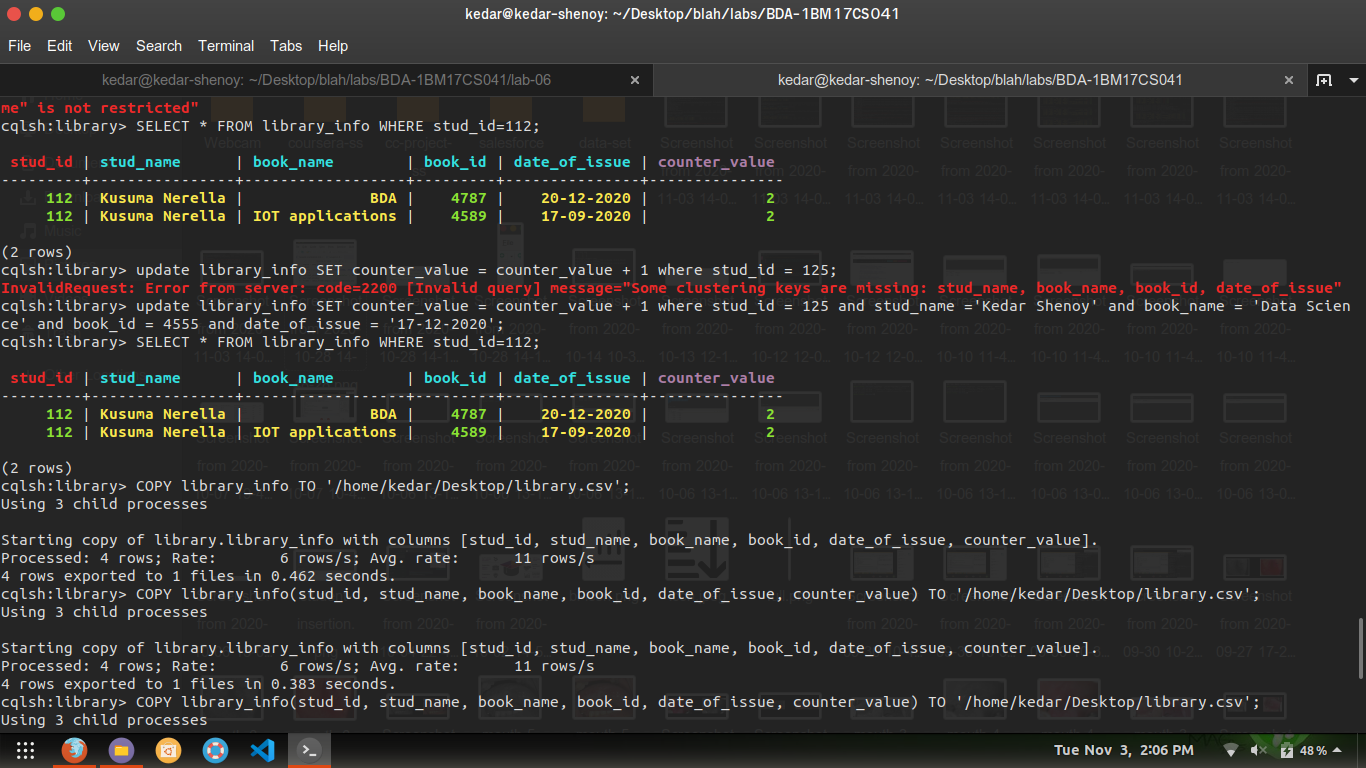 kedar@kedar-shenoy: ~/Desktop/blah/labs/BDA-1BM17CS041
File Edit View Search Terminal Tabs Help
kedar@kedar-shenoy: ~/Desktop/blah/labs/BDA-1BM17CS041/lab-06 × kedar@kedar-shenoy: ~/Desktop/blah/labs/BDA-1BM17CS041 ×
me" is not restricted"
cqlsh:library> SELECT * FROM library_info WHERE stud_id=112;
stud_id | stud_name | book_name | book_id | date_of_issue | counter_value
---------+----------------+------------------+---------+---------------+---------------
112 | Kusuma Nerella | BDA | 4787 | 20-12-2020 | 2
112 | Kusuma Nerella | IOT applications | 4589 | 17-09-2020 | 2
(2 rows)
cqlsh:library> update library_info SET counter_value = counter_value + 1 where stud_id = 125;
InvalidRequest: Error from server: code=2200 [Invalid query] message="Some clustering keys are missing: stud_name, book_name, book_id, date_of_issue"
cqlsh:library> update library_info SET counter_value = counter_value + 1 where stud_id = 125 and stud_name ='Kedar Shenoy' and book_name = 'Data Scien
ce' and book_id = 4555 and date_of_issue = '17-12-2020';
cqlsh:library> SELECT * FROM library_info WHERE stud_id=112;
stud_id | stud_name | book_name | book_id | date_of_issue | counter_value
---------+----------------+------------------+---------+---------------+---------------
112 | Kusuma Nerella | BDA | 4787 | 20-12-2020 | 2
112 | Kusuma Nerella | IOT applications | 4589 | 17-09-2020 | 2
(2 rows)
cqlsh:library> COPY library_info TO '/home/kedar/Desktop/library.csv';
Using 3 child processes
Starting copy of library.library_info with columns [stud_id, stud_name, book_name, book_id, date_of_issue, counter_value].
Processed: 4 rows; Rate: 6 rows/s; Avg. rate: 11 rows/s
4 rows exported to 1 files in 0.462 seconds.
cqlsh:library> COPY library_info(stud_id, stud_name, book_name, book_id, date_of_issue, counter_value) TO '/home/kedar/Desktop/library.csv';
Using 3 child processes
Starting copy of library.library_info with columns [stud_id, stud_name, book_name, book_id, date_of_issue, counter_value].
Processed: 4 rows; Rate: 6 rows/s; Avg. rate: 11 rows/s
4 rows exported to 1 files in 0.383 seconds.
cqlsh:library> COPY library_info(stud_id, stud_name, book_name, book_id, date_of_issue, counter_value) TO '/home/kedar/Desktop/library.csv';
Using 3 child processes
Tue Nov 3, 2:06 PM 48%